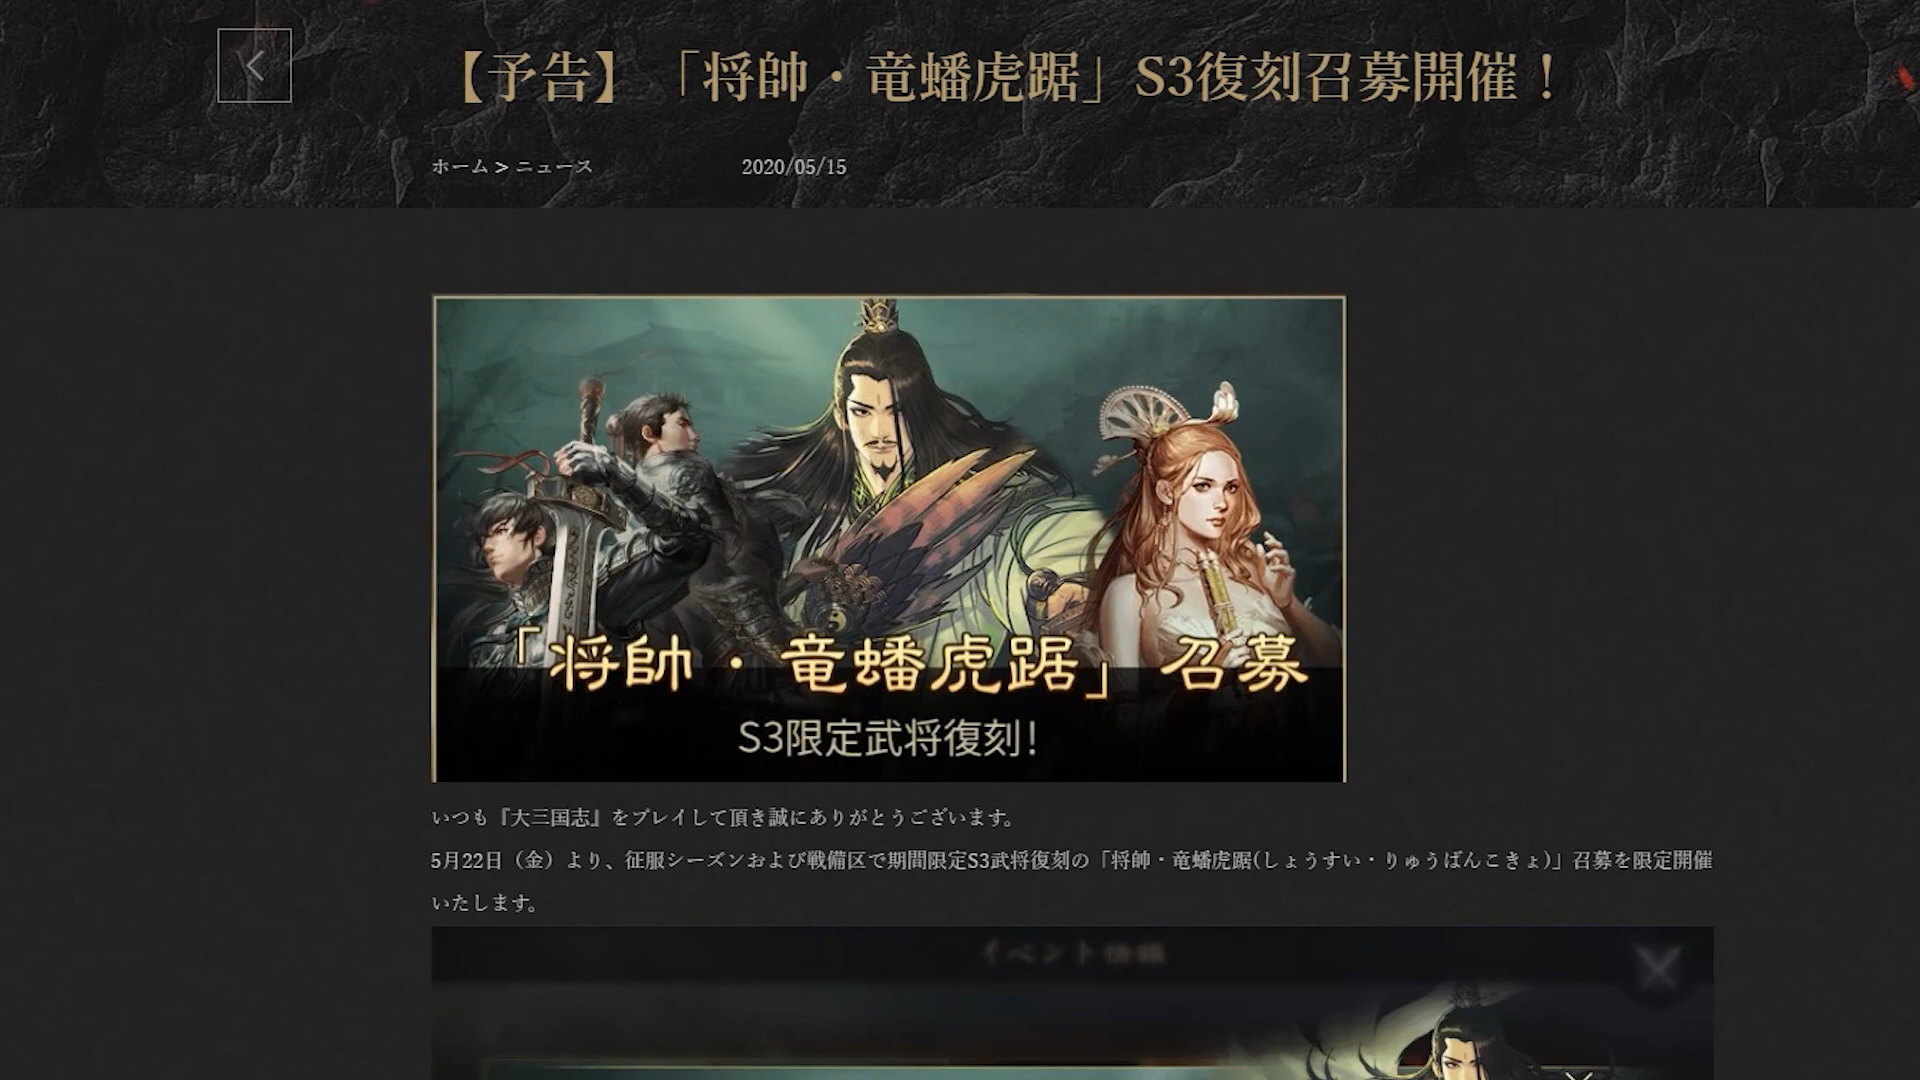 【予告】「将帥・竜蟠虎踞」S3復刻召募開催！
ホーム > ニュース
2020/05/15
「将帥・竜蟠虎踞」召募
S3限定武将復刻！
いつも『大三国志』をプレイして頂き誠にありがとうございます。
5月22日（金）より、征服シーズンおよび戦備区で期間限定S3武将復刻の「将帥・竜蟠虎踞(しょうすい・りゅうばんこきょ)」召募を限定開催
いたします。
イベント情報